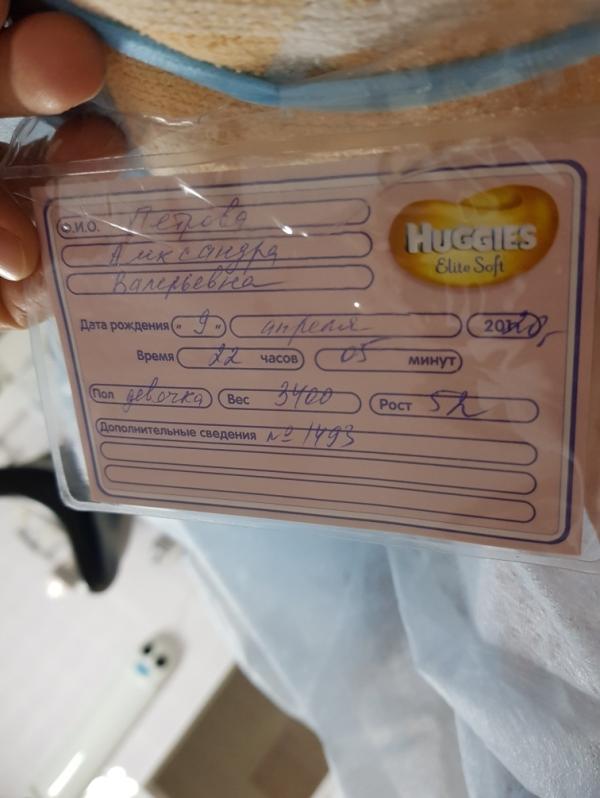 Ф.И.О. Петрова
Александра
Валерьевна
HUGGIES
Elite Soft
Дата рождения "9" апреля 2020г.
Время 22 часов 05 минут
Пол девочка Вес 3400 Рост 52
Дополнительные сведения № 1493